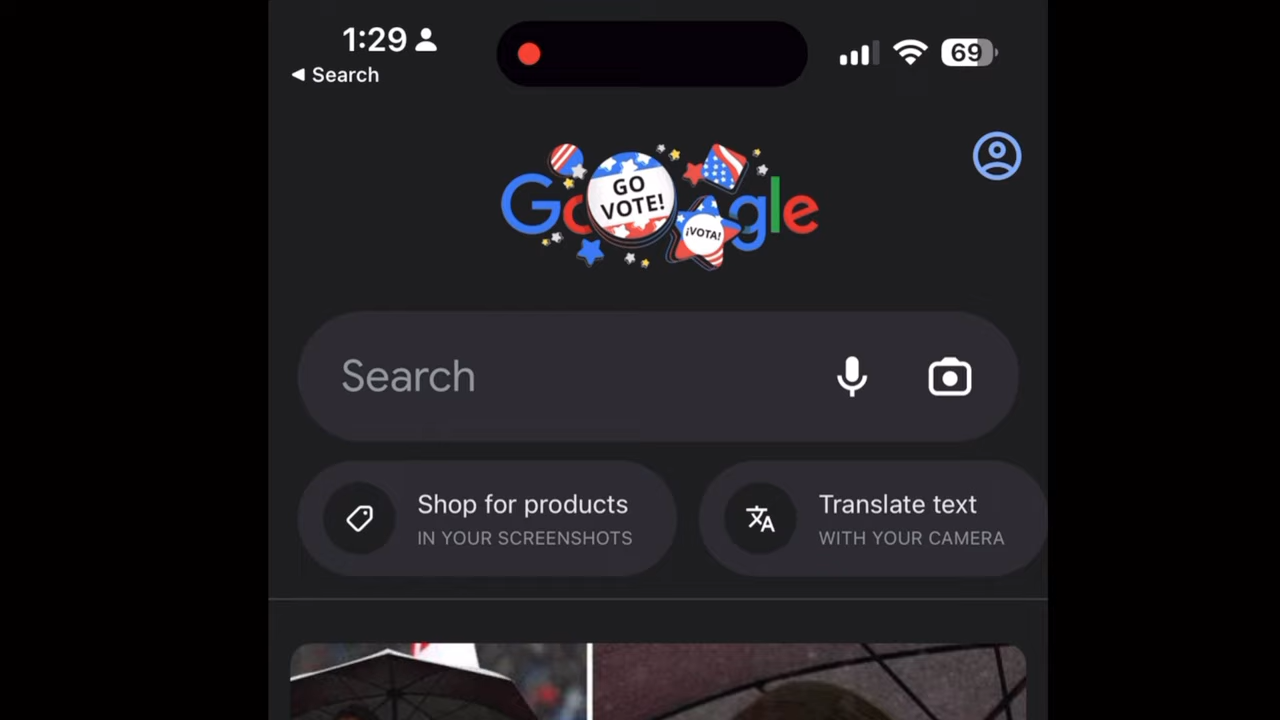 1:29
Search
69
Google
GO
VOTE!
¡VOTA!
Search
Shop for products
IN YOUR SCREENSHOTS
Translate text
WITH YOUR CAMERA